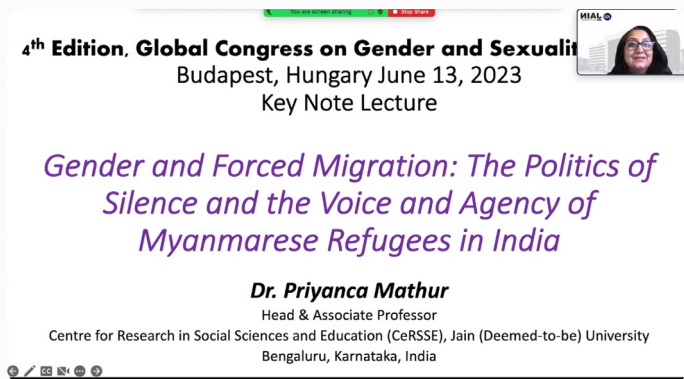 You are screen sharing
Stop Share
4th Edition, Global Congress on Gender and Sexualit
Budapest, Hungary June 13, 2023
Key Note Lecture
Gender and Forced Migration: The Politics of
Silence and the Voice and Agency of
Myanmarese Refugees in India
Dr. Priyanca Mathur
Head & Associate Professor
Centre for Research in Social Sciences and Education (CeRSSE), Jain (Deemed-to-be) University
Bengaluru, Karnataka, India
CC